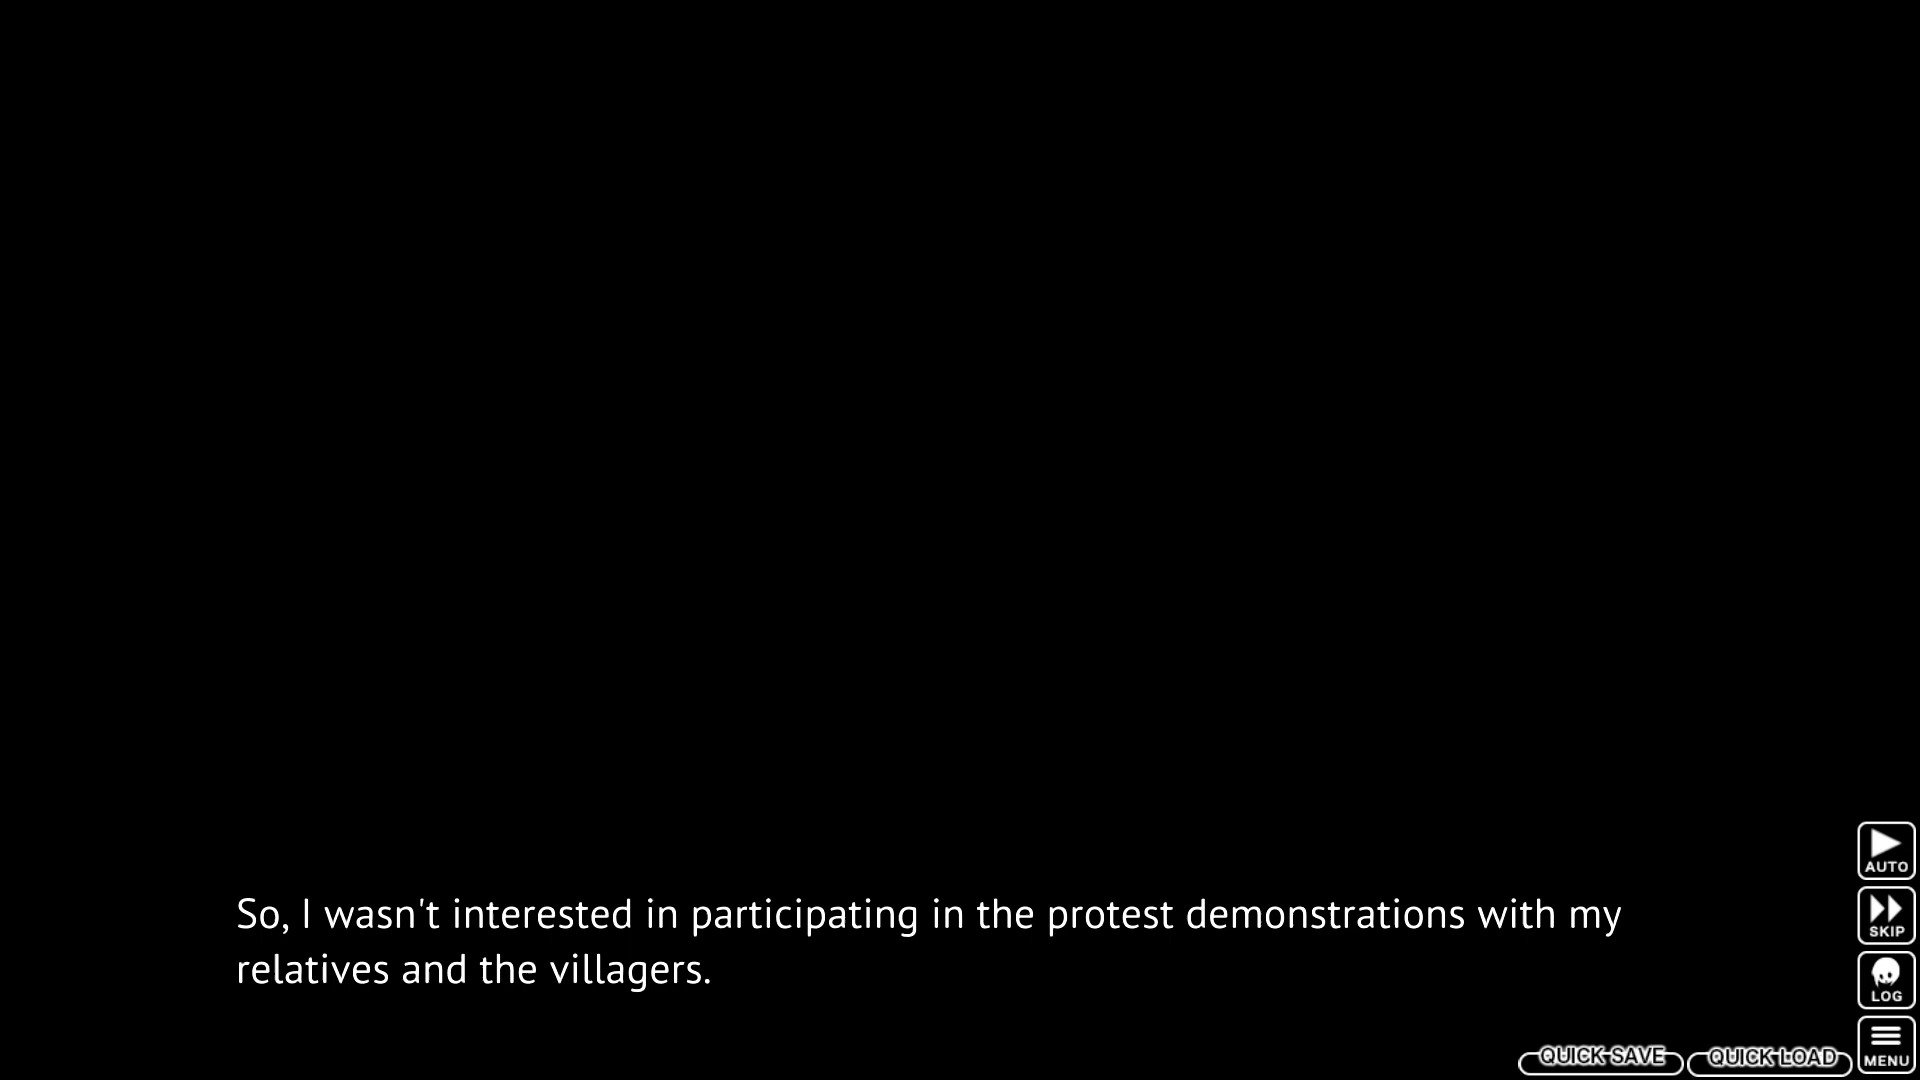 So, I wasn't interested in participating in the protest demonstrations with my
relatives and the villagers.
AUTO
SKIP
LOG
MENU
QUICK SAVE
QUICK LOAD